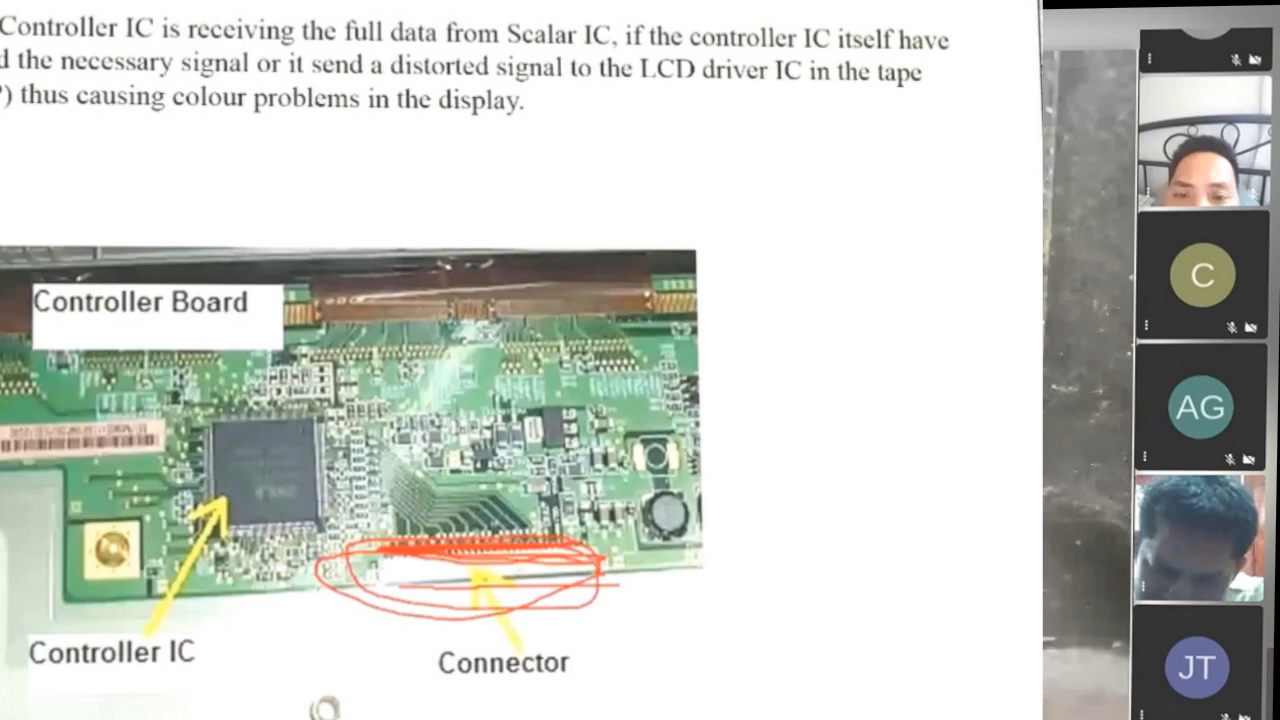 Controller IC is receiving the full data from Scalar IC, if the controller IC itself have
d the necessary signal or it send a distorted signal to the LCD driver IC in the tape
') thus causing colour problems in the display.
Controller Board
Controller IC
Connector
C
AG
JT